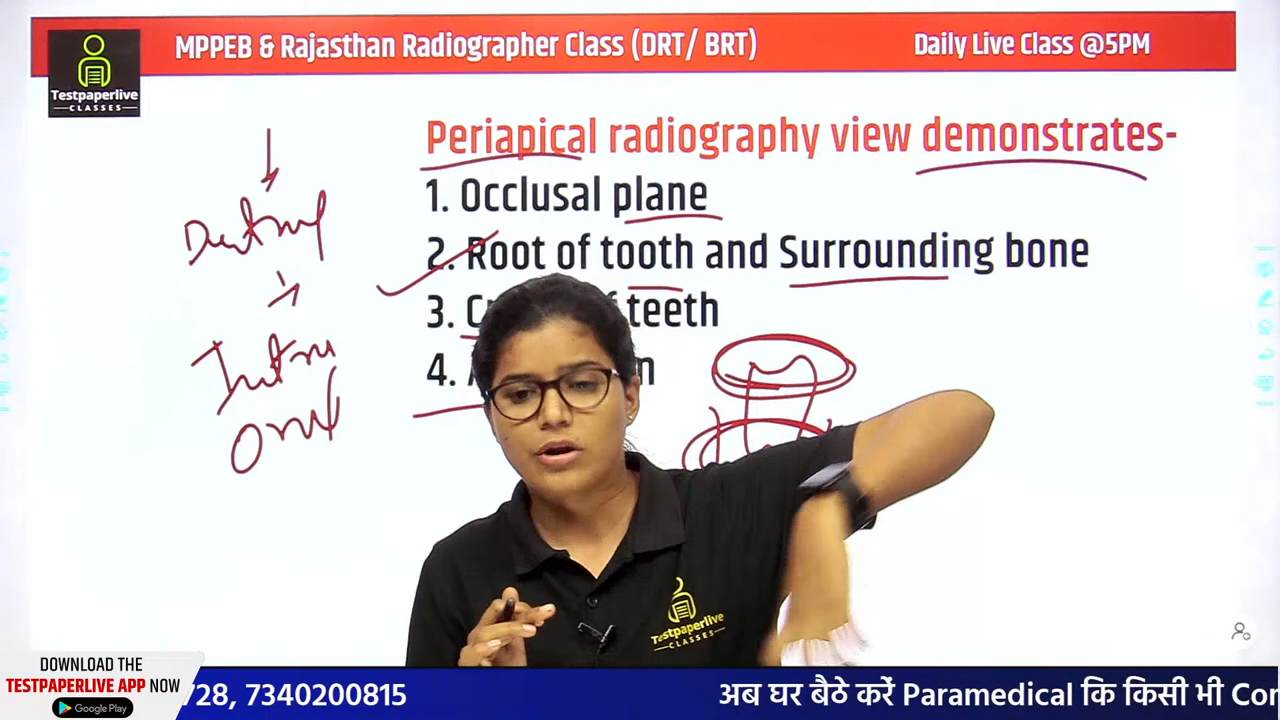 MPPEB & Rajasthan Radiographer Class (DRT/ BRT)
Daily Live Class @5PM
Testpaperlive
CLASSES
Periapical radiography view demonstrates-
1. Occlusal plane
2. Root of tooth and Surrounding bone
3. teeth
4.
Intra
Oral
Testpaperlive
CLASSES
DOWNLOAD THE
TESTPAPERLIVE APP NOW
Google Play
728, 7340200815
अब घर बैठे करें Paramedical कि किसी भी Con